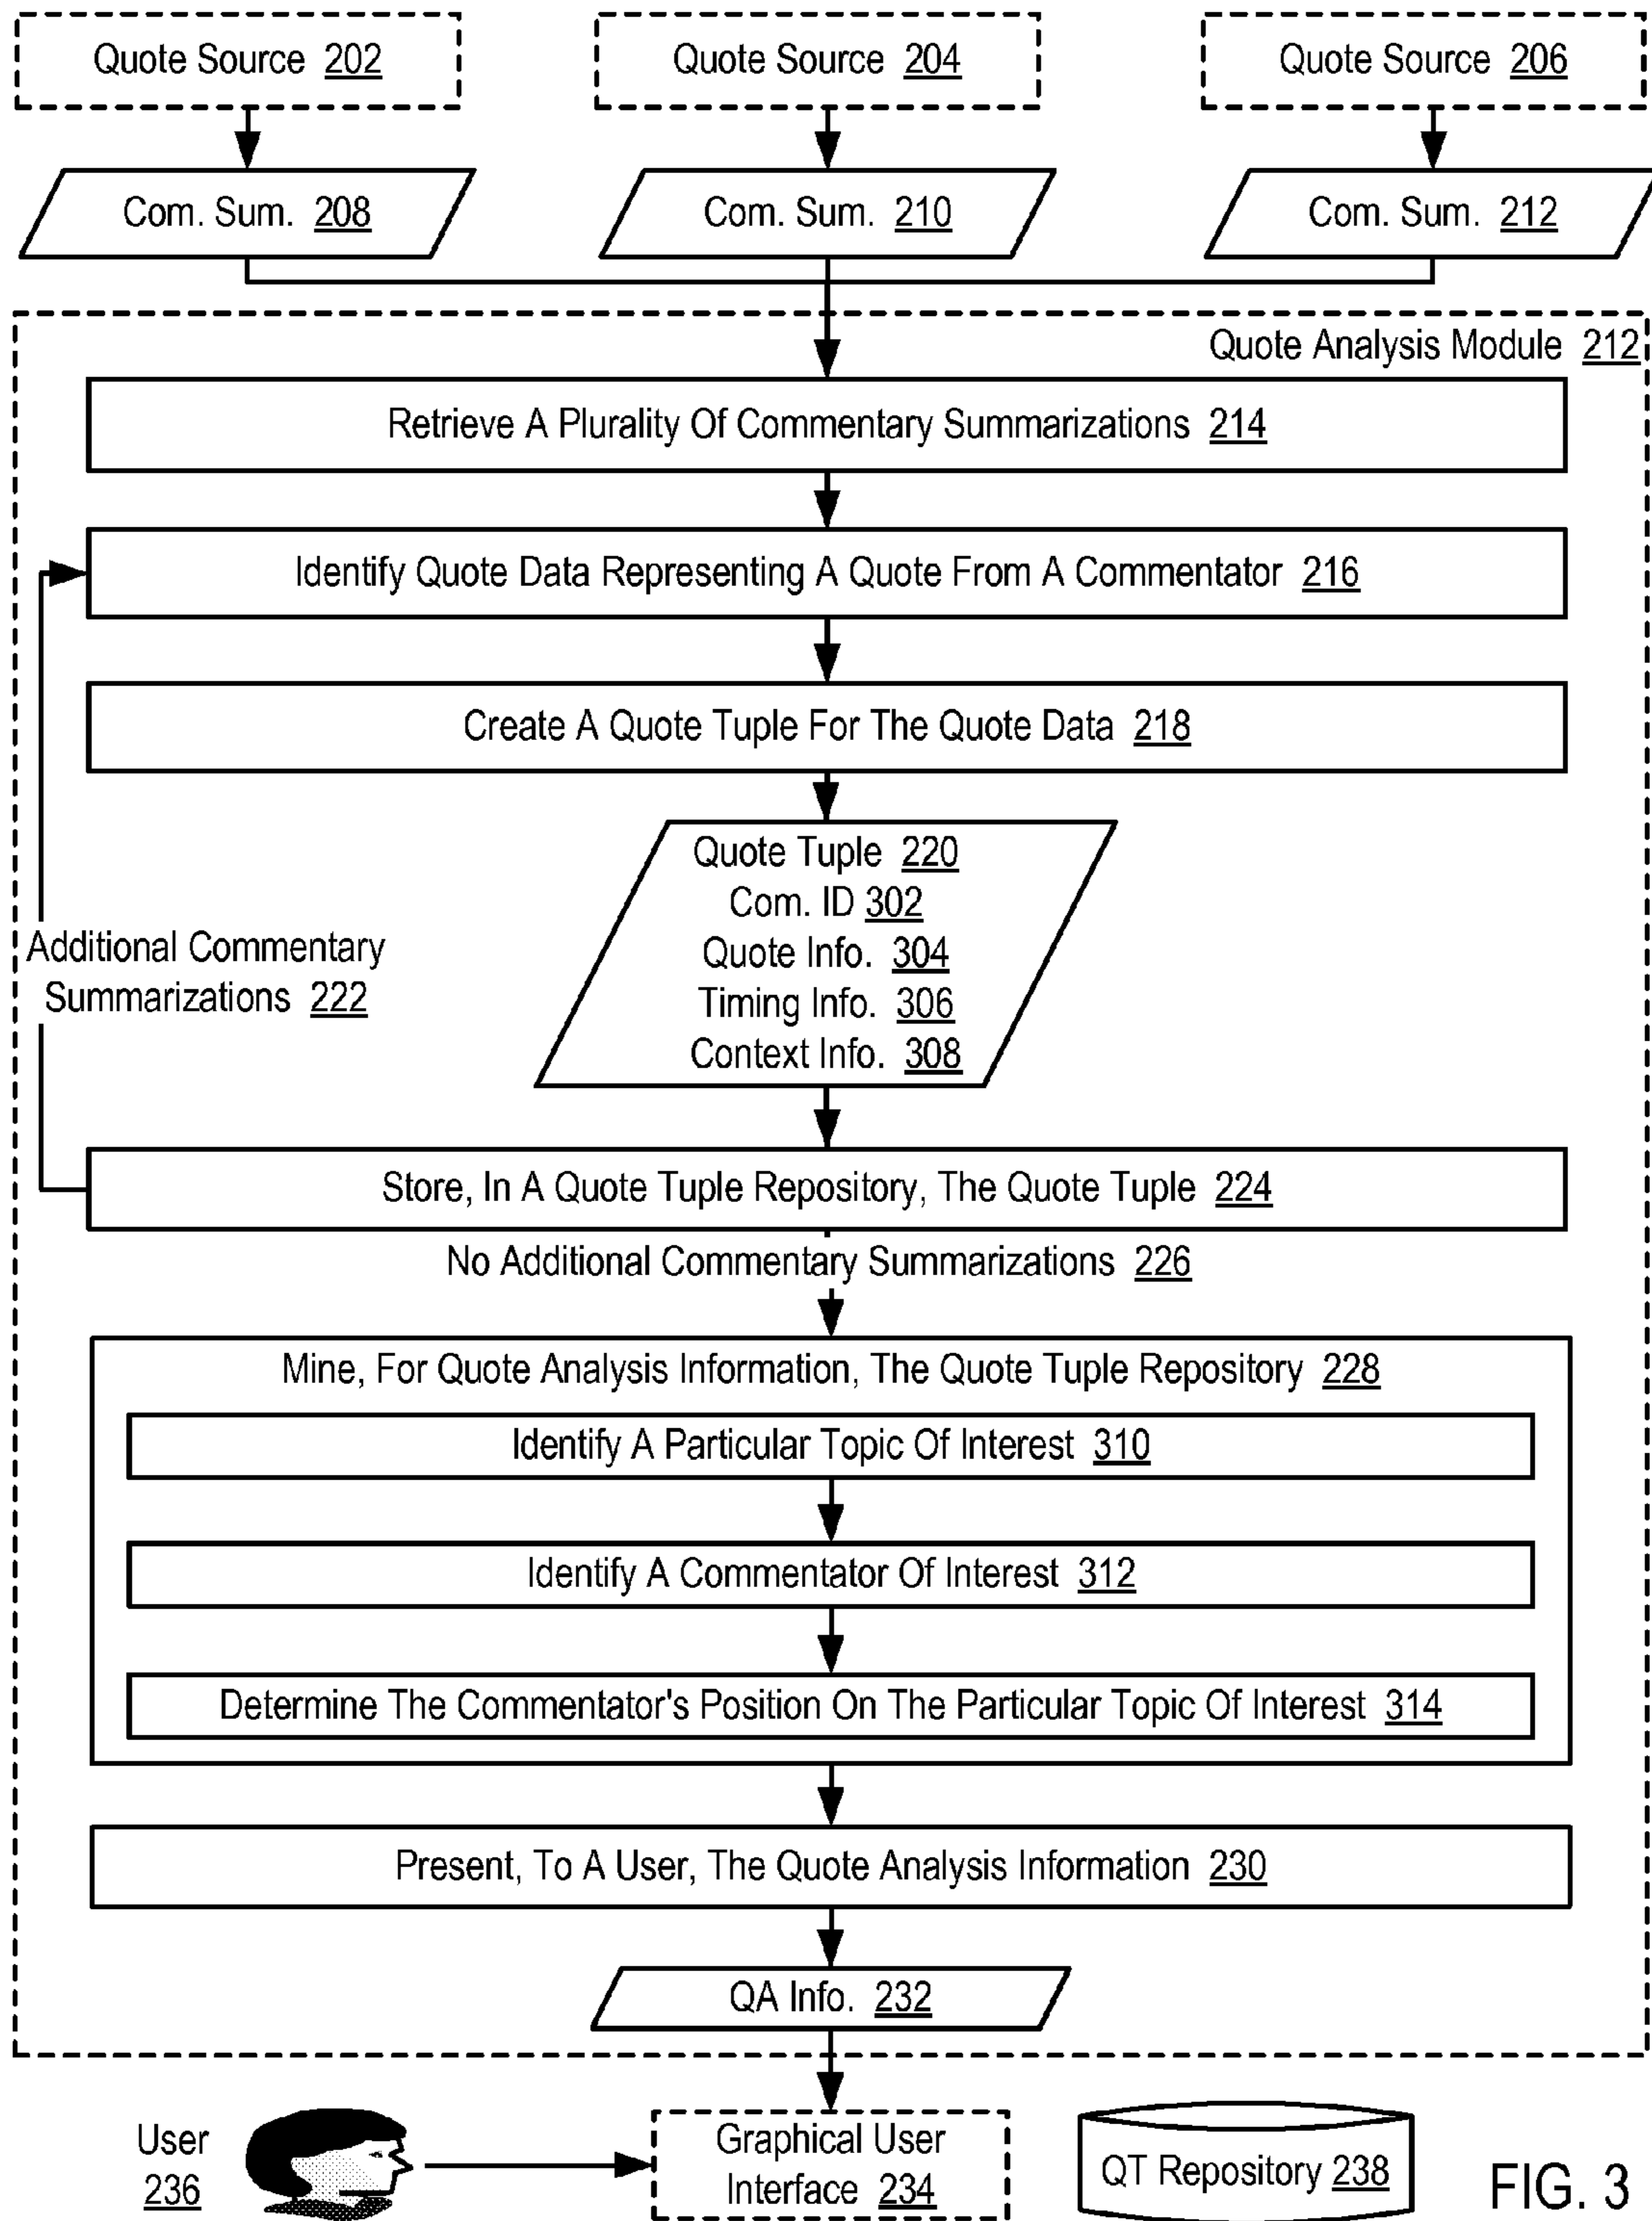 Quote Source 202
Quote Source 204
Quote Source 206
Com. Sum. 208
Com. Sum. 210
Com. Sum. 212
Quote Analysis Module 212
Retrieve A Plurality Of Commentary Summarizations 214
Identify Quote Data Representing A Quote From A Commentator 216
Create A Quote Tuple For The Quote Data 218
Quote Tuple 220
Com. ID 302
Quote Info. 304
Timing Info. 306
Context Info. 308
Additional Commentary
Summarizations 222
Store, In A Quote Tuple Repository, The Quote Tuple 224
No Additional Commentary Summarizations 226
Mine, For Quote Analysis Information, The Quote Tuple Repository 228
Identify A Particular Topic Of Interest 310
Identify A Commentator Of Interest 312
Determine The Commentator's Position On The Particular Topic Of Interest 314
Present, To A User, The Quote Analysis Information 230
QA Info. 232
User
236
Graphical User
Interface 234
QT Repository 238
FIG. 3